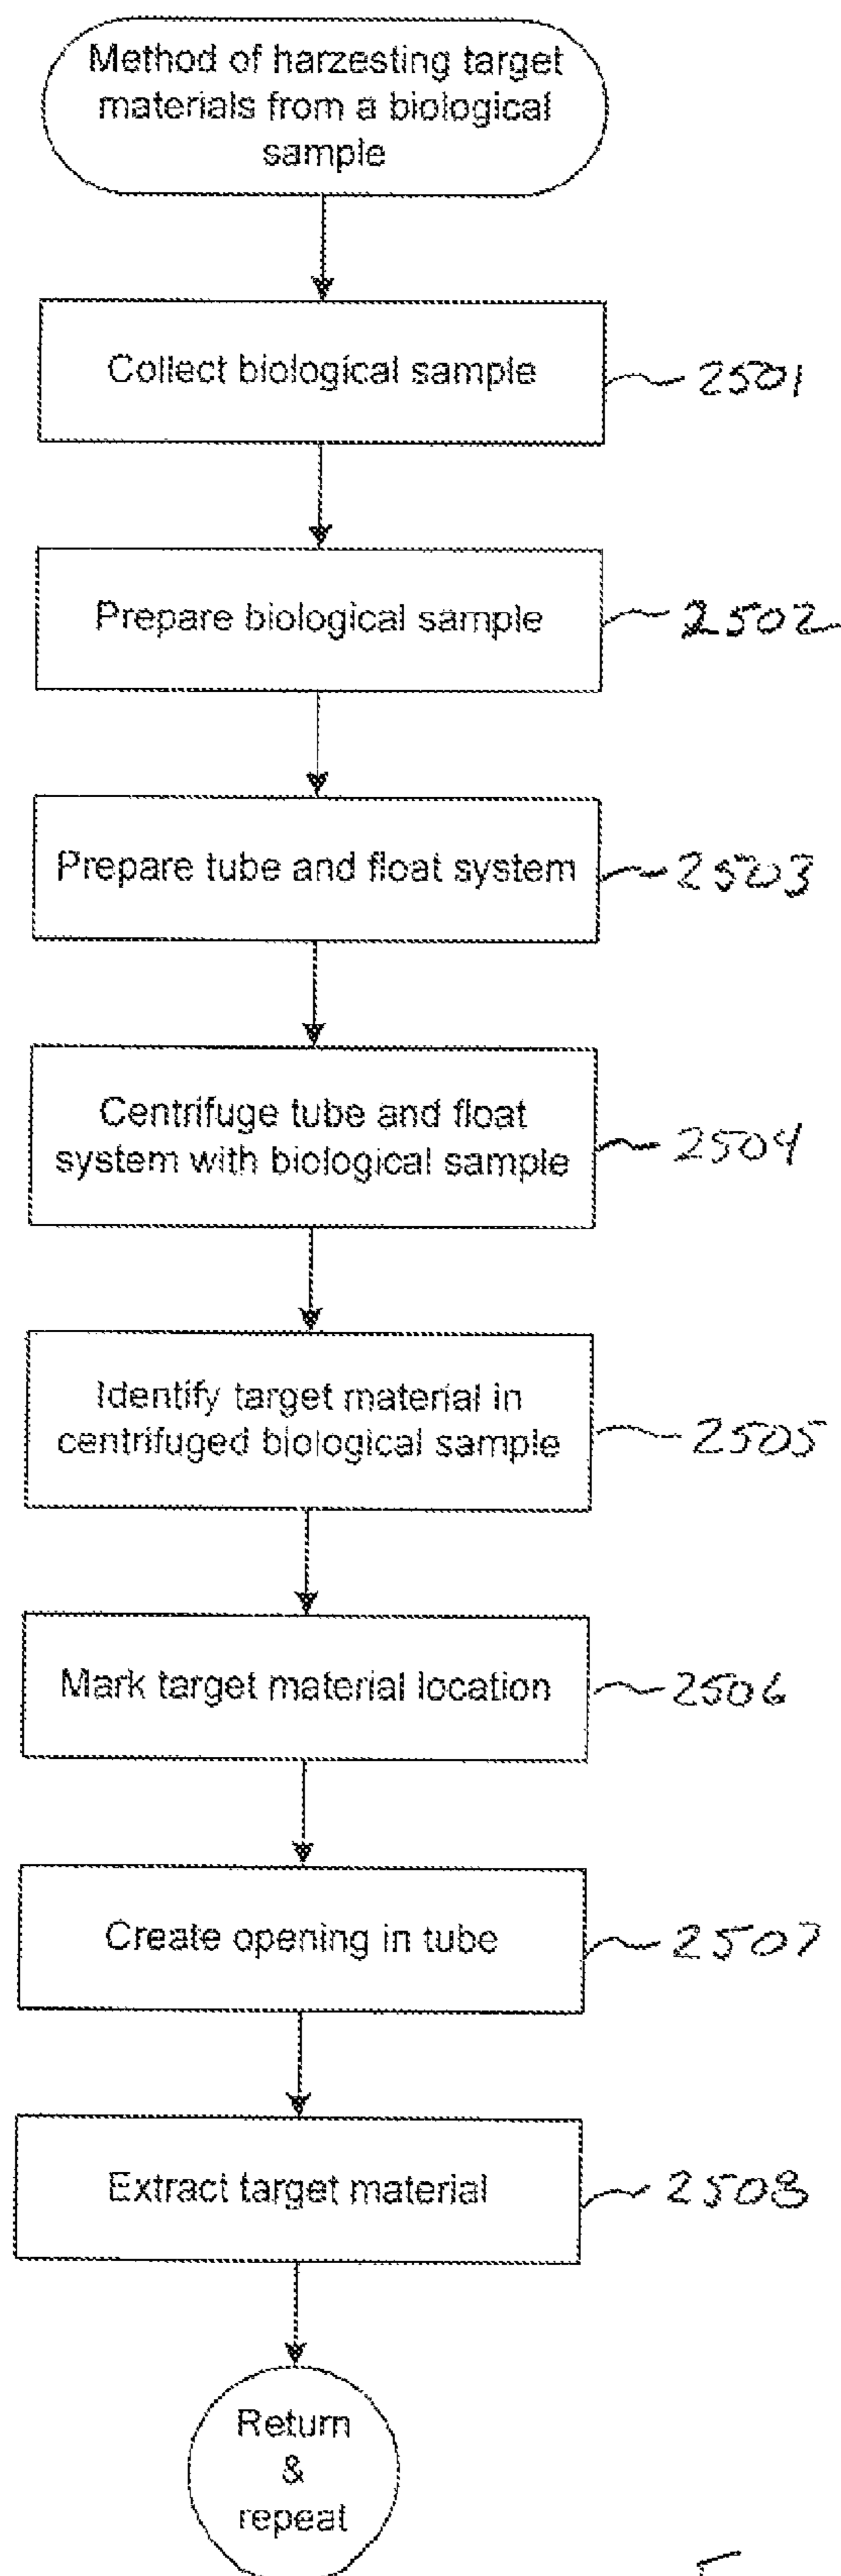 Method of harzesting target
materials from a biological
sample
Collect biological sample
2501
Prepare biological sample
2502
Prepare tube and float system
2503
Centrifuge tube and float
system with biological sample
2504
Identify target material in
centrifuged biological sample
2505
Mark target material location
2506
Create opening in tube
2507
Extract target material
2508
Return
&
repeat